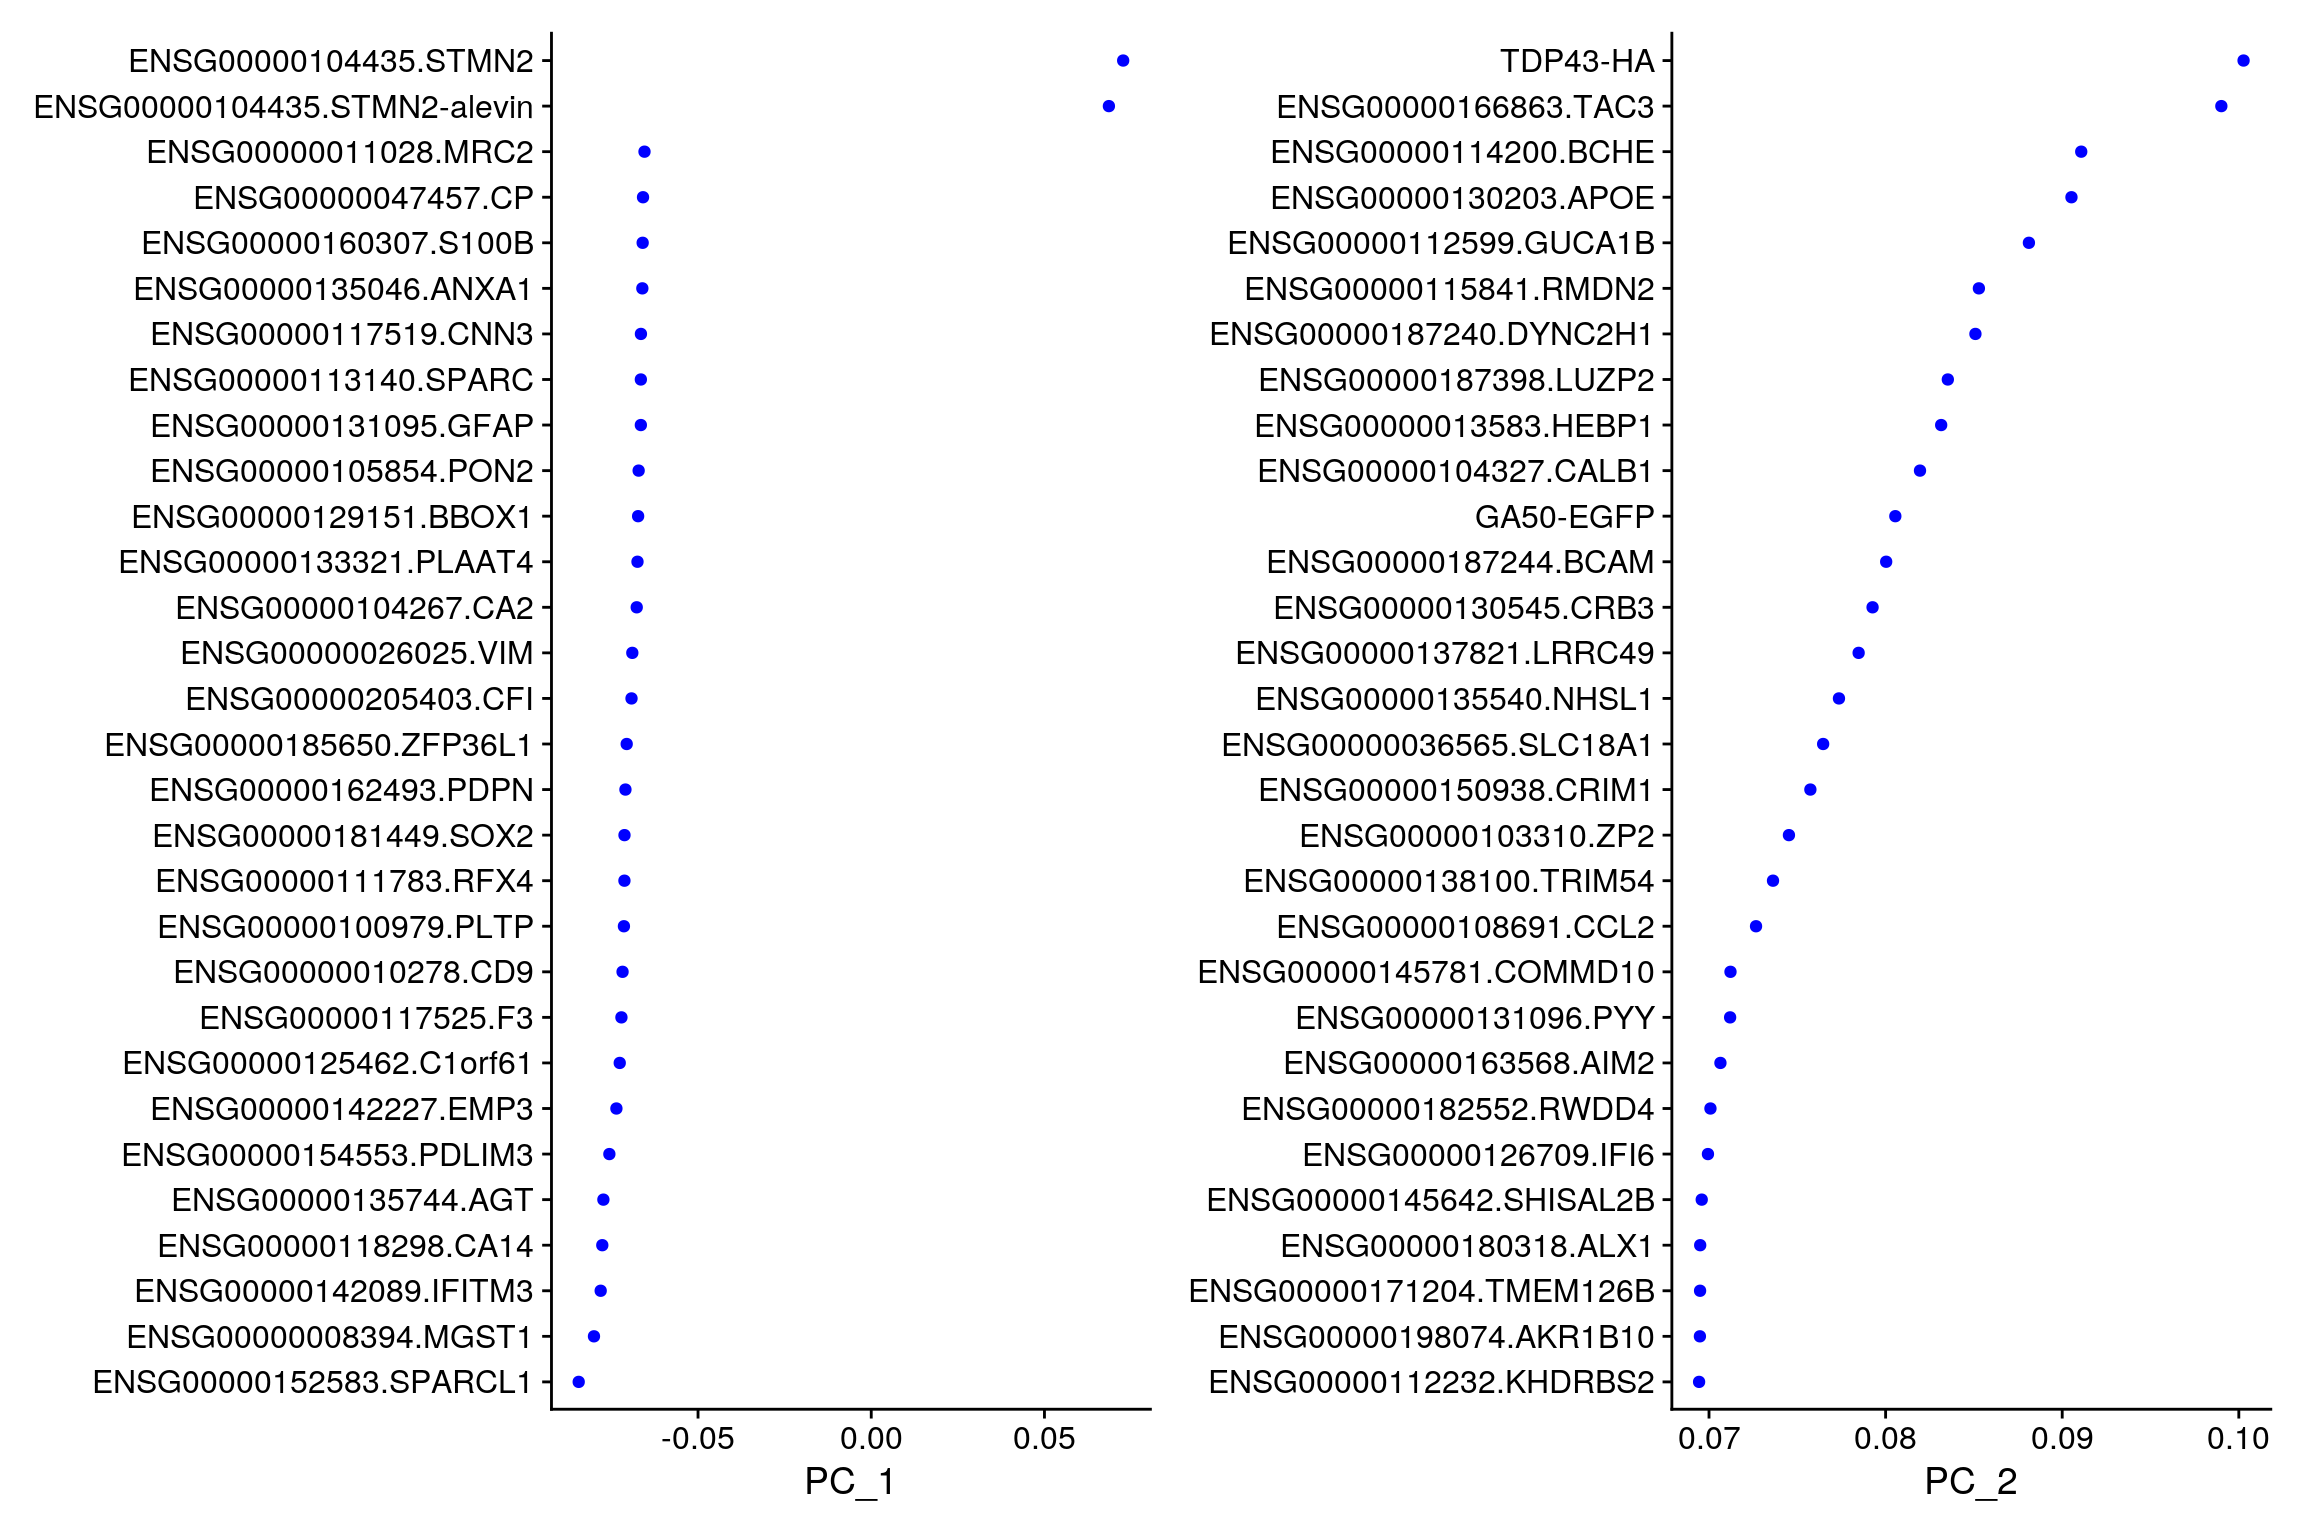 ENSG00000104435.STMN2
ENSG00000104435.STMN2-alevin
ENSG00000011028.MRC2
ENSG00000047457.CP
ENSG00000160307.S100B
ENSG00000135046.ANXA1
ENSG00000117519.CNN3
ENSG00000113140.SPARC
ENSG00000131095.GFAP
ENSG00000105854.PON2
ENSG00000129151.BBOX1
ENSG00000133321.PLAAT4
ENSG00000104267.CA2
ENSG00000026025.VIM
ENSG00000205403.CFI
ENSG00000185650.ZFP36L1
ENSG00000162493.PDPN
ENSG00000181449.SOX2
ENSG00000111783.RFX4
ENSG00000100979.PLTP
ENSG00000010278.CD9
ENSG00000117525.F3
ENSG00000125462.C1orf61
ENSG00000142227.EMP3
ENSG00000154553.PDLIM3
ENSG00000135744.AGT
ENSG00000118298.CA14
ENSG00000142089.IFITM3
ENSG00000008394.MGST1
ENSG00000152583.SPARCL1
-0.05 0.00 0.05
PC_1
TDP43-HA
ENSG00000166863.TAC3
ENSG00000114200.BCHE
ENSG00000130203.APOE
ENSG00000112599.GUCA1B
ENSG00000115841.RMDN2
ENSG00000187240.DYNC2H1
ENSG00000187398.LUZP2
ENSG00000013583.HEBP1
ENSG00000104327.CALB1
GA50-EGFP
ENSG00000187244.BCAM
ENSG00000130545.CRB3
ENSG00000137821.LRRC49
ENSG00000135540.NHSL1
ENSG00000036565.SLC18A1
ENSG00000150938.CRIM1
ENSG00000103310.ZP2
ENSG00000138100.TRIM54
ENSG00000108691.CCL2
ENSG00000145781.COMMD10
ENSG00000131096.PYY
ENSG00000163568.AIM2
ENSG00000182552.RWDD4
ENSG00000126709.IFI6
ENSG00000145642.SHISAL2B
ENSG00000180318.ALX1
ENSG00000171204.TMEM126B
ENSG00000198074.AKR1B10
ENSG00000112232.KHDRBS2
0.07 0.08 0.09 0.10
PC_2